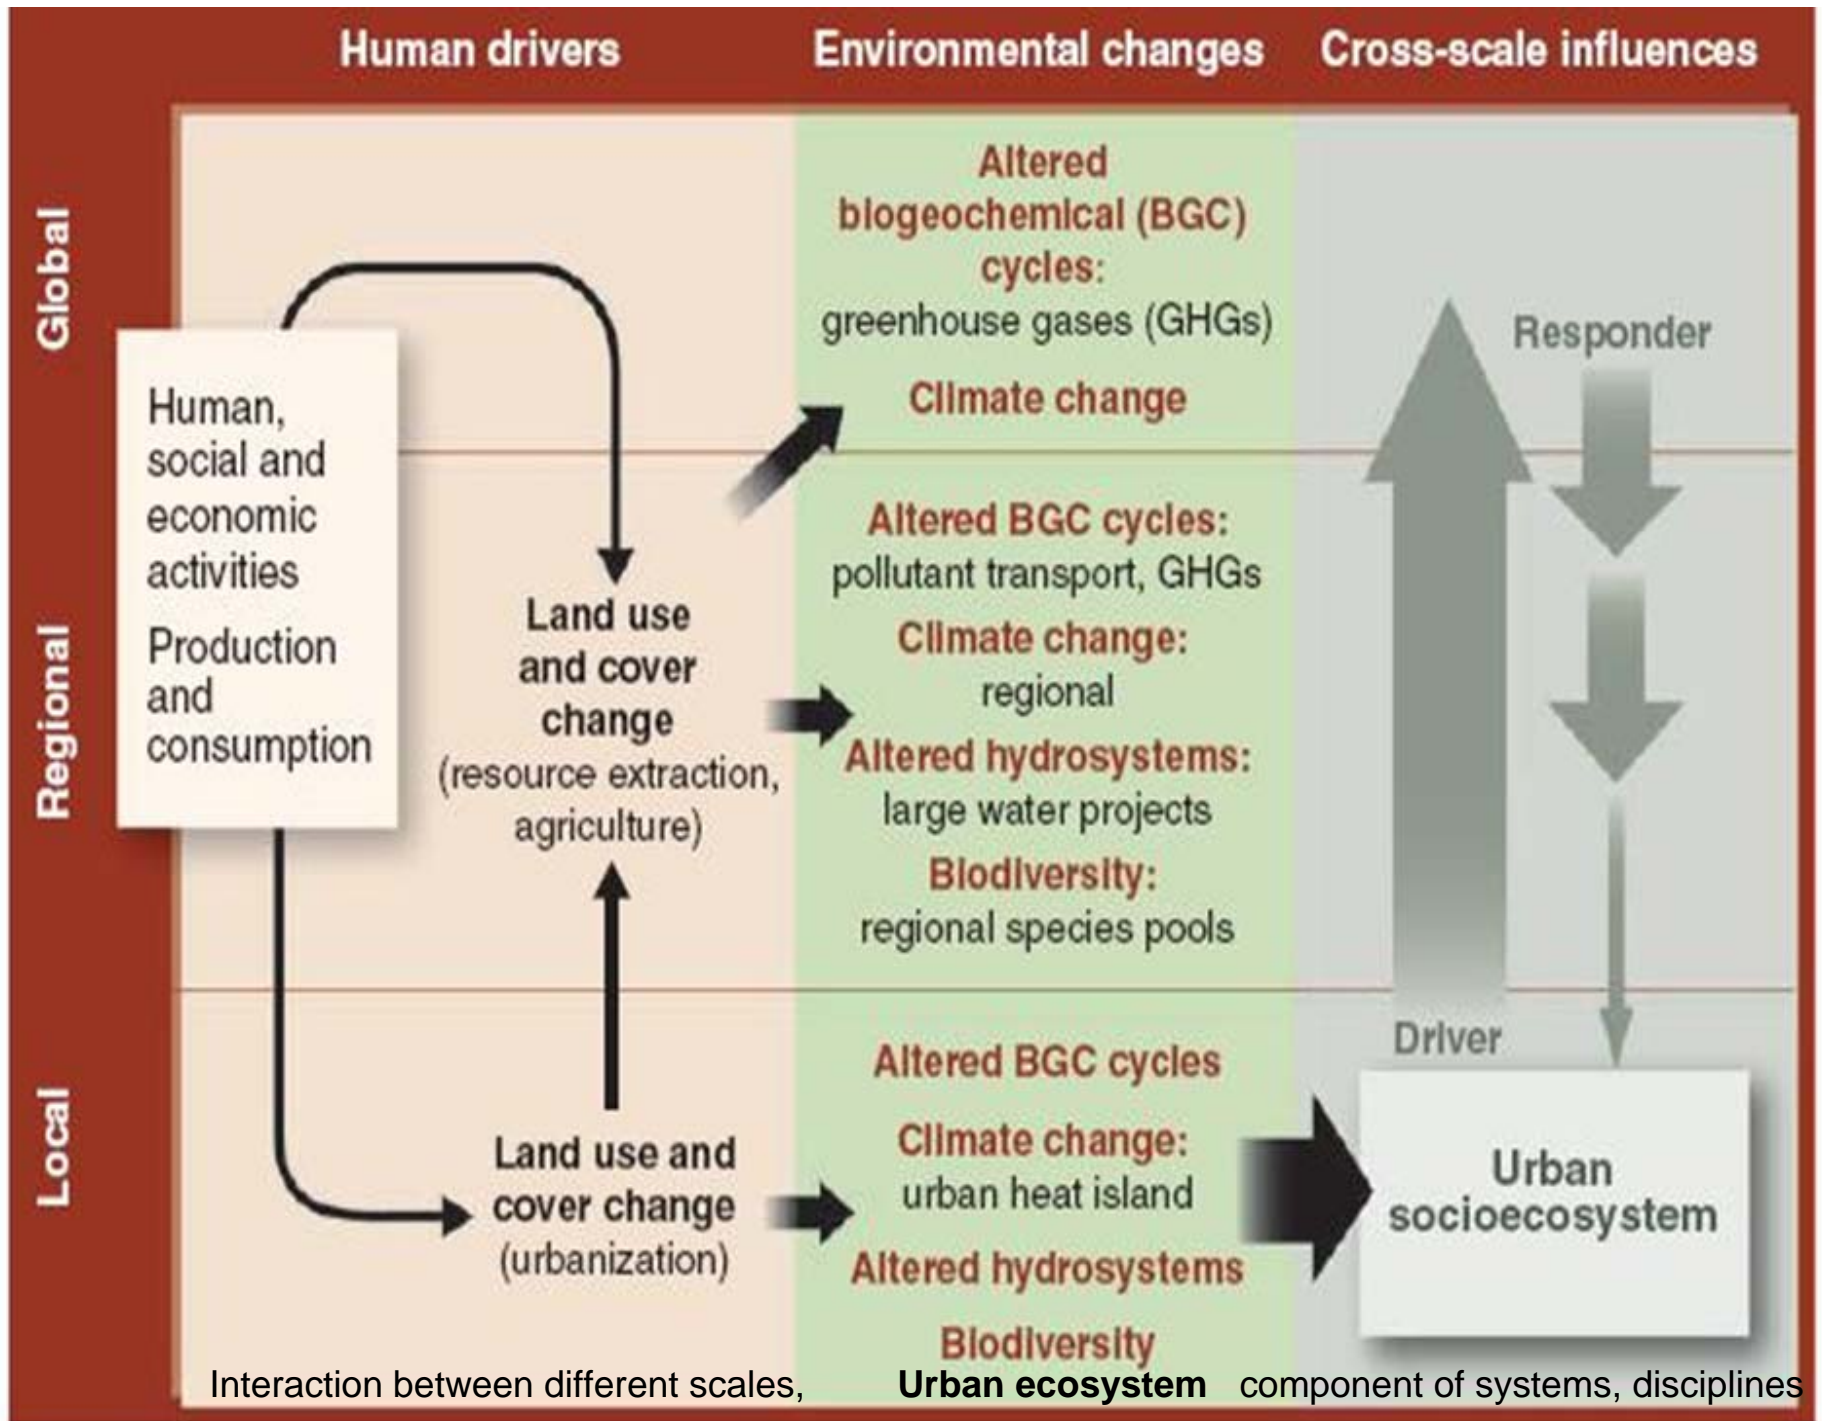 Human drivers
Environmental changes
Cross-scale influences
Global
Regional
Local
Human,
social and
economic
activities
Production
and
consumption
Land use
and cover
change
(resource extraction,
agriculture)
Land use and
cover change
(urbanization)
Altered
biogeochemical (BGC)
cycles:
greenhouse gases (GHGs)
Climate change
Altered BGC cycles:
pollutant transport, GHGs
Climate change:
regional
Altered hydrosystems:
large water projects
Biodiversity:
regional species pools
Altered BGC cycles
Climate change:
urban heat island
Altered hydrosystems
Biodiversity
Responder
Driver
Urban
socioecosystem
Interaction between different scales, Urban ecosystem component of systems, disciplines